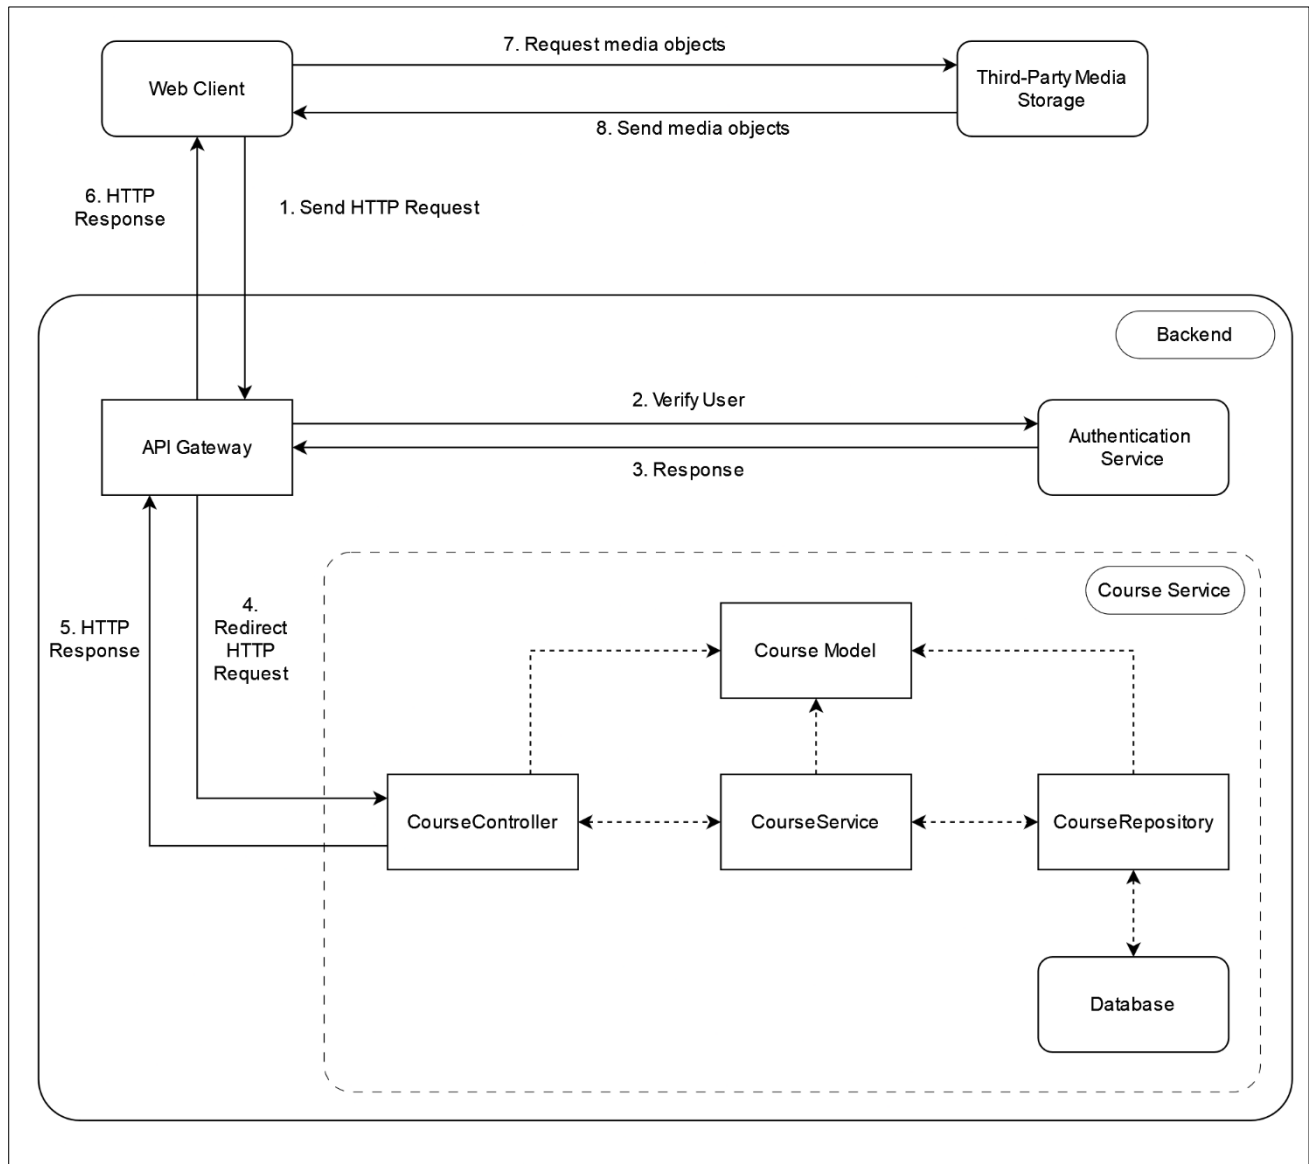 7. Request media objects
Web Client
Third-Party Media
Storage
8. Send media objects
6. HTTP
Response
1. Send HTTP Request
Backend
2. Verify User
API Gateway
Authentication
Service
3. Response
Course Service
4.
Redirect
HTTP
Request
5. HTTP
Response
Course Model
CourseController
CourseService
CourseRepository
Database